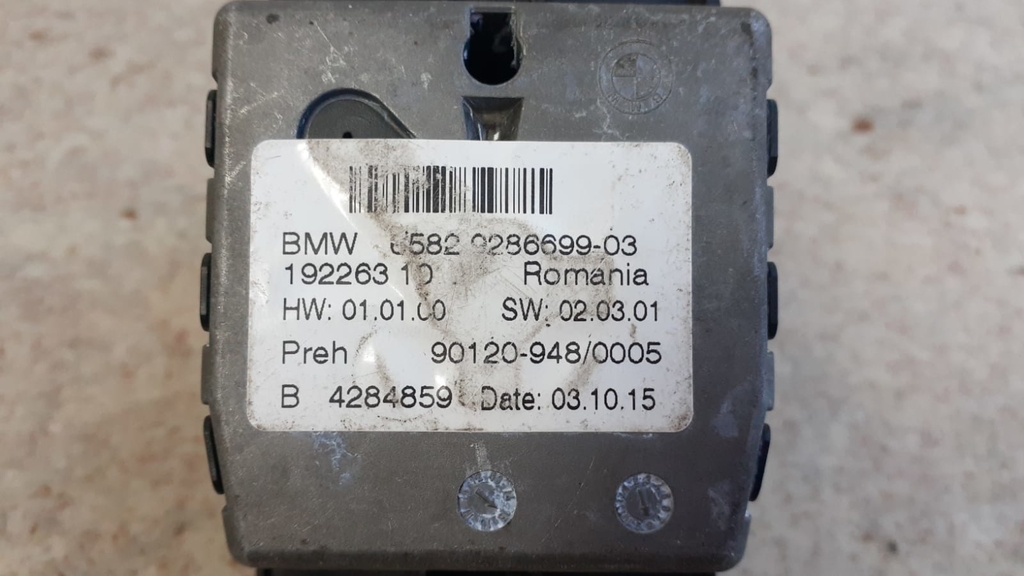 BMW 9286699-03
192263 10 Romania
HW: 01.01.00 SW: 02.03.01
Preh 90120-948/0005
B 4284859 Date: 03.10.15